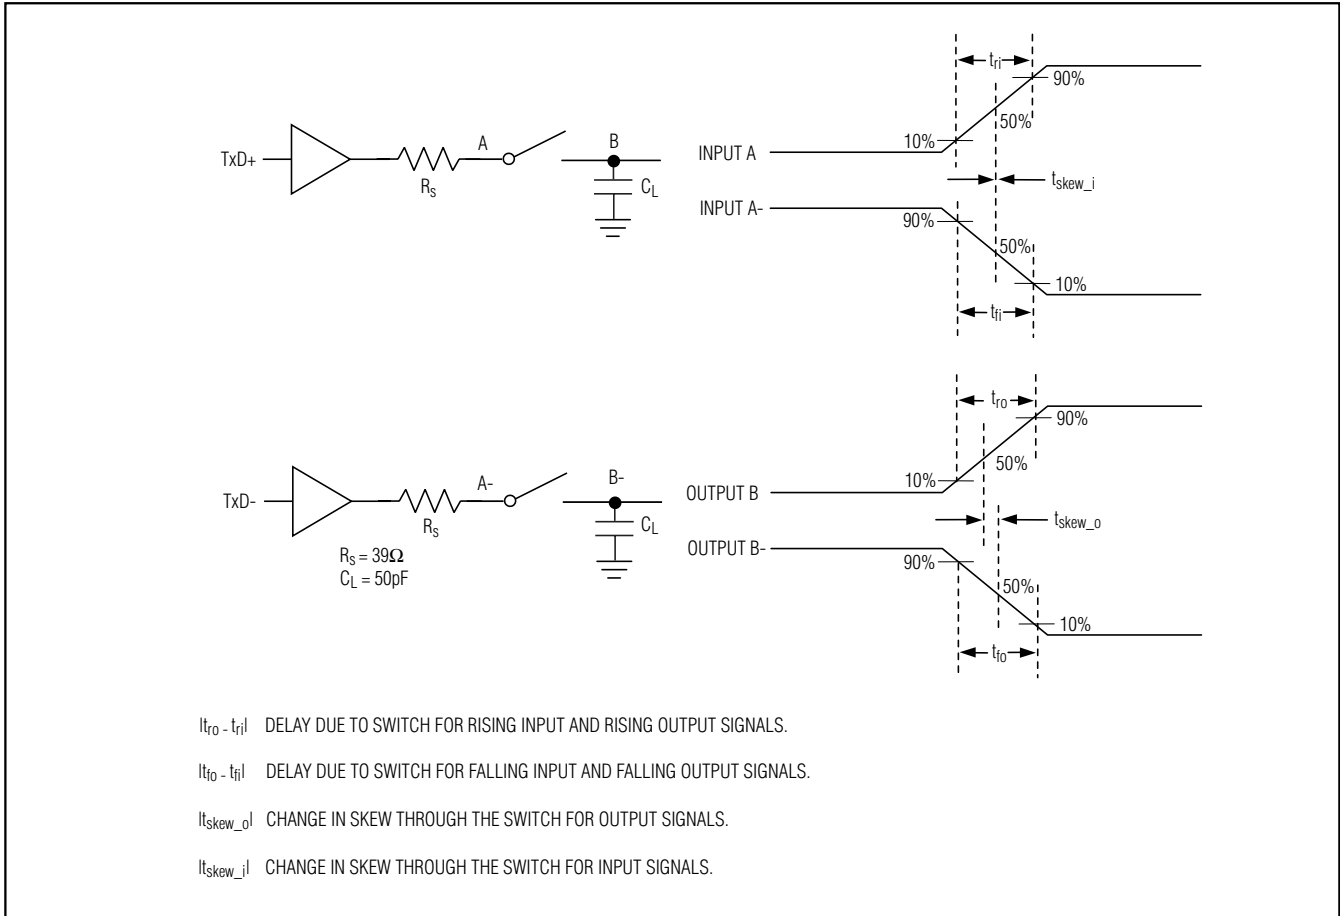 t_ri
90%
50%
10%
INPUT A
t_skew_i
INPUT A-
90%
50%
10%
t_fi
TxD+
R_S
A
B
C_L
t_ro
90%
50%
10%
OUTPUT B
t_skew_o
OUTPUT B-
90%
50%
10%
t_fo
TxD-
R_S
A-
B-
C_L
R_S = 39Ω
C_L = 50pF
|t_ro - t_ri| DELAY DUE TO SWITCH FOR RISING INPUT AND RISING OUTPUT SIGNALS.
|t_fo - t_fi| DELAY DUE TO SWITCH FOR FALLING INPUT AND FALLING OUTPUT SIGNALS.
|t_skew_o| CHANGE IN SKEW THROUGH THE SWITCH FOR OUTPUT SIGNALS.
|t_skew_i| CHANGE IN SKEW THROUGH THE SWITCH FOR INPUT SIGNALS.